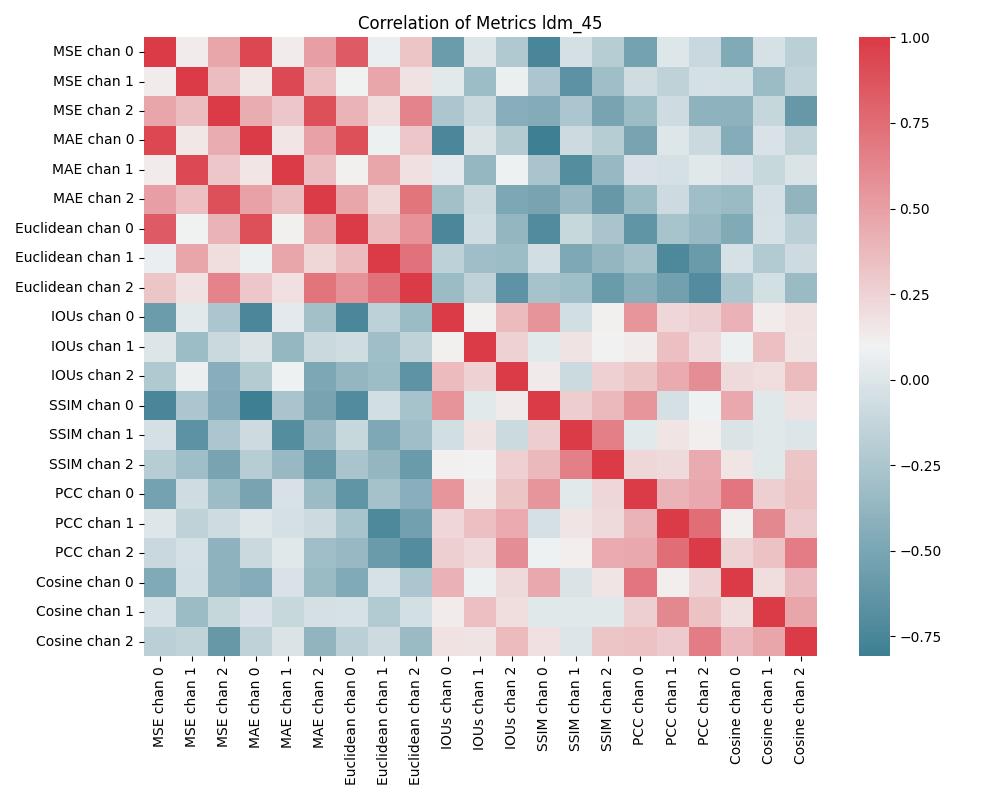 Correlation of Metrics ldm_45
MSE chan 0
MSE chan 1
MSE chan 2
MAE chan 0
MAE chan 1
MAE chan 2
Euclidean chan 0
Euclidean chan 1
Euclidean chan 2
IOUs chan 0
IOUs chan 1
IOUs chan 2
SSIM chan 0
SSIM chan 1
SSIM chan 2
PCC chan 0
PCC chan 1
PCC chan 2
Cosine chan 0
Cosine chan 1
Cosine chan 2
MSE chan 0
MSE chan 1
MSE chan 2
MAE chan 0
MAE chan 1
MAE chan 2
Euclidean chan 0
Euclidean chan 1
Euclidean chan 2
IOUs chan 0
IOUs chan 1
IOUs chan 2
SSIM chan 0
SSIM chan 1
SSIM chan 2
PCC chan 0
PCC chan 1
PCC chan 2
Cosine chan 0
Cosine chan 1
Cosine chan 2
1.00
0.75
0.50
0.25
0.00
−0.25
−0.50
−0.75